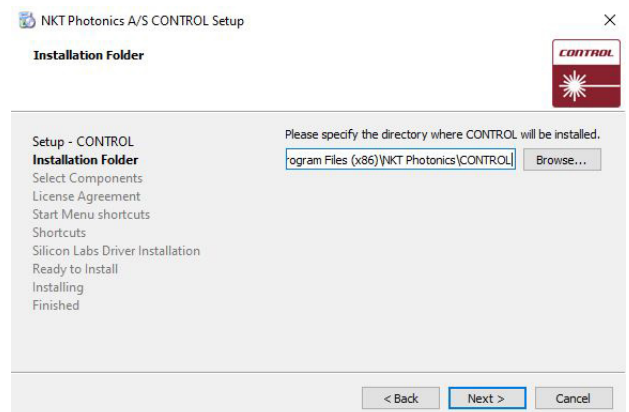 NKT Photonics A/S CONTROL Setup
Installation Folder
CONTROL
Setup - CONTROL
Installation Folder
Select Components
License Agreement
Start Menu shortcuts
Shortcuts
Silicon Labs Driver Installation
Ready to Install
Installing
Finished
Please specify the directory where CONTROL will be installed.
rogram Files (x86)\NKT Photonics\CONTROL
Browse...
< Back Next > Cancel